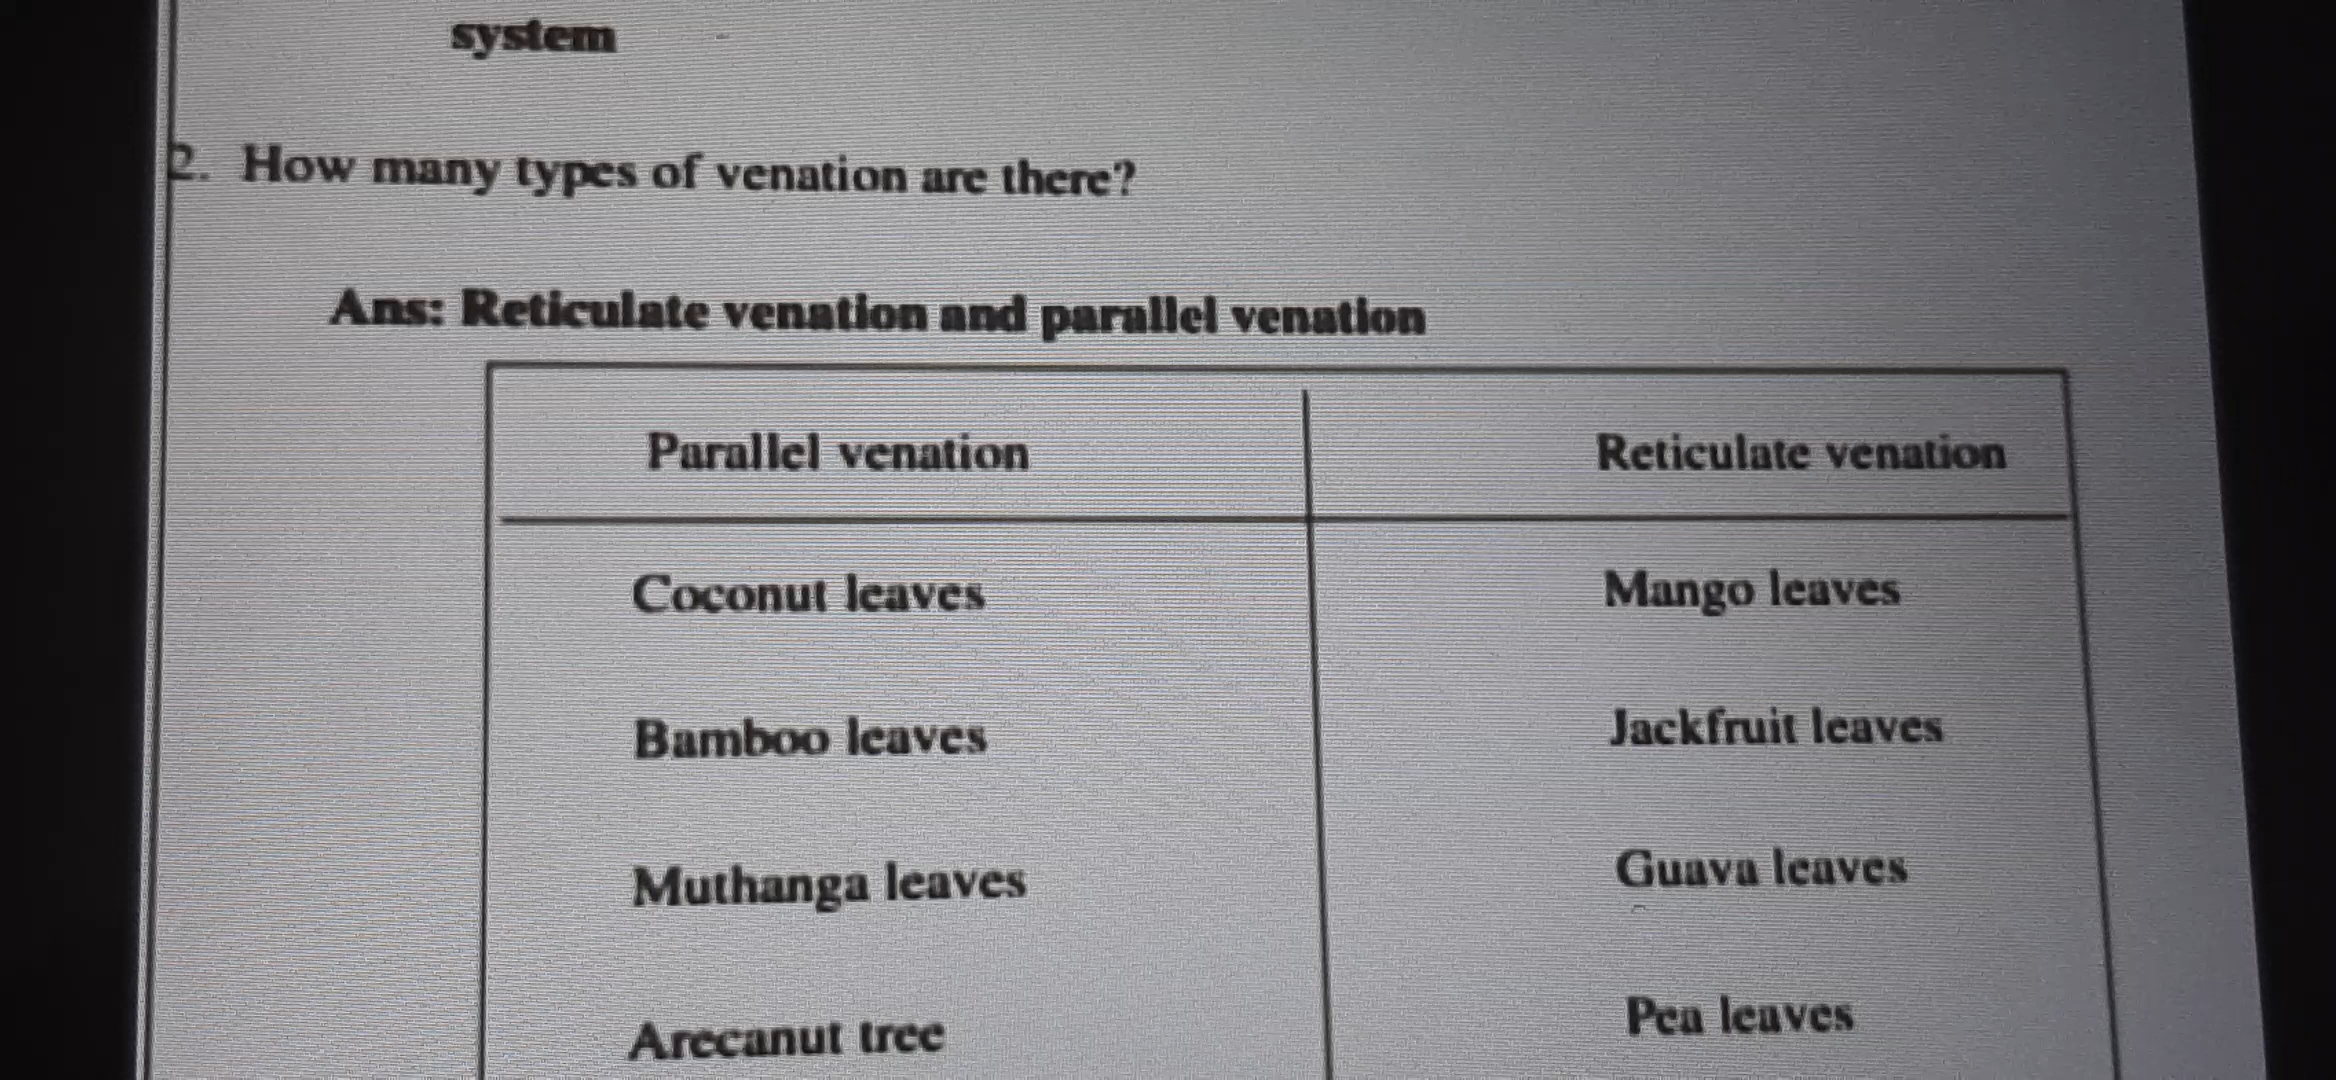 system
2. How many types of venation are there?
Ans: Reticulate venation and parallel venation
Parallel venation Reticulate venation
Coconut leaves Mango leaves
Bamboo leaves Jackfruit leaves
Muthanga leaves Guava leaves
Arecanut tree Pea leaves